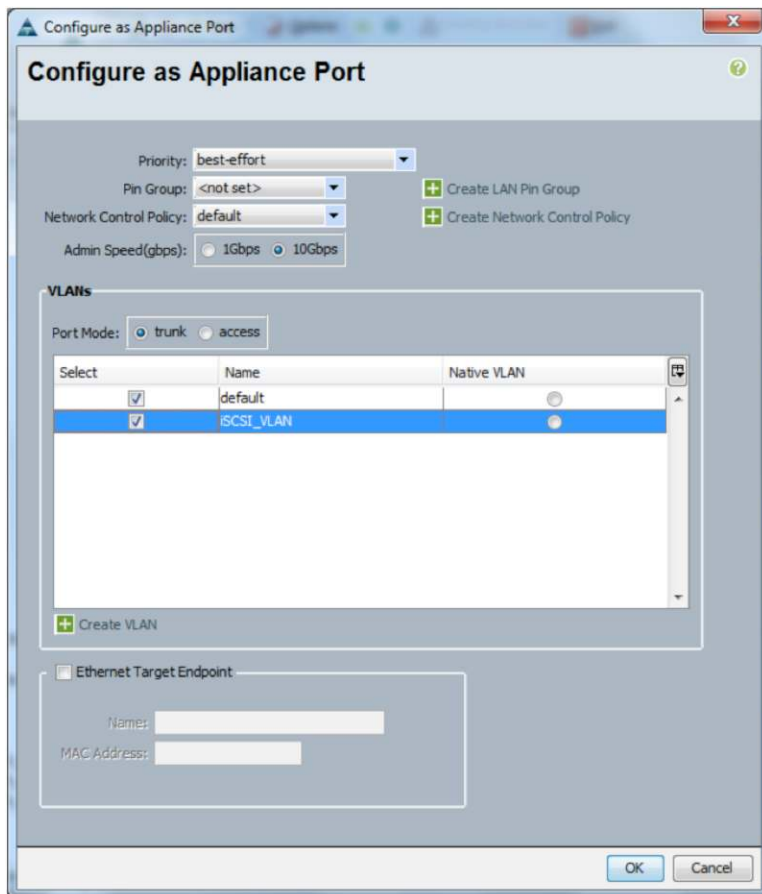 Configure as Appliance Port
Configure as Appliance Port
Priority: best-effort
Pin Group: <not set> Create LAN Pin Group
Network Control Policy: default Create Network Control Policy
Admin Speed(gbps): 1Gbps 10Gbps
VLANs
Port Mode: trunk access
Select Name Native VLAN
default
iSCSI_VLAN
Create VLAN
Ethernet Target Endpoint
Name:
MAC Address:
OK Cancel